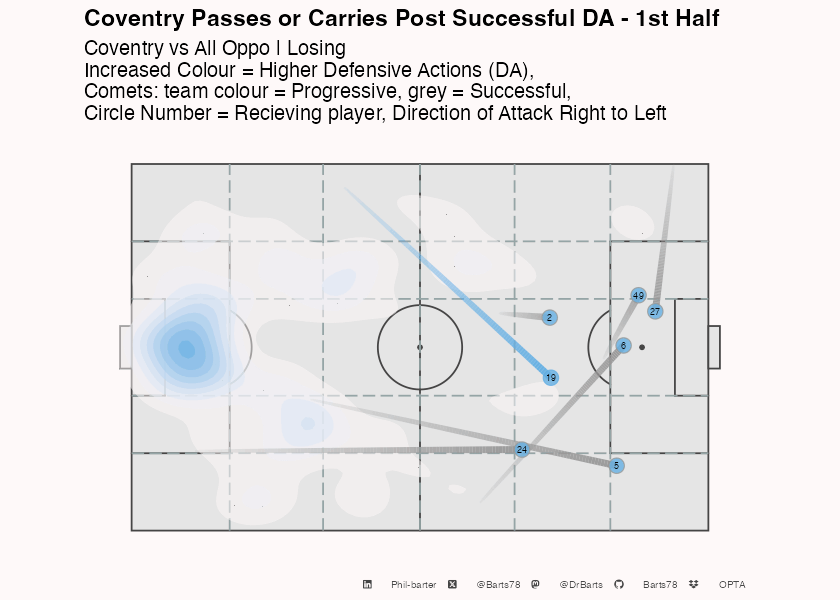 Coventry Passes or Carries Post Successful DA - 1st Half
Coventry vs All Oppo | Losing
Increased Colour = Higher Defensive Actions (DA),
Comets: team colour = Progressive, grey = Successful,
Circle Number = Recieving player, Direction of Attack Right to Left
49
27
2
6
19
24
5
Phil-barter @Barts78 @DrBarts Barts78 OPTA